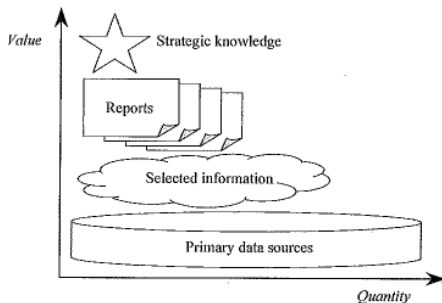 Value
Strategic knowledge
Reports
Selected information
Primary data sources
Quantity